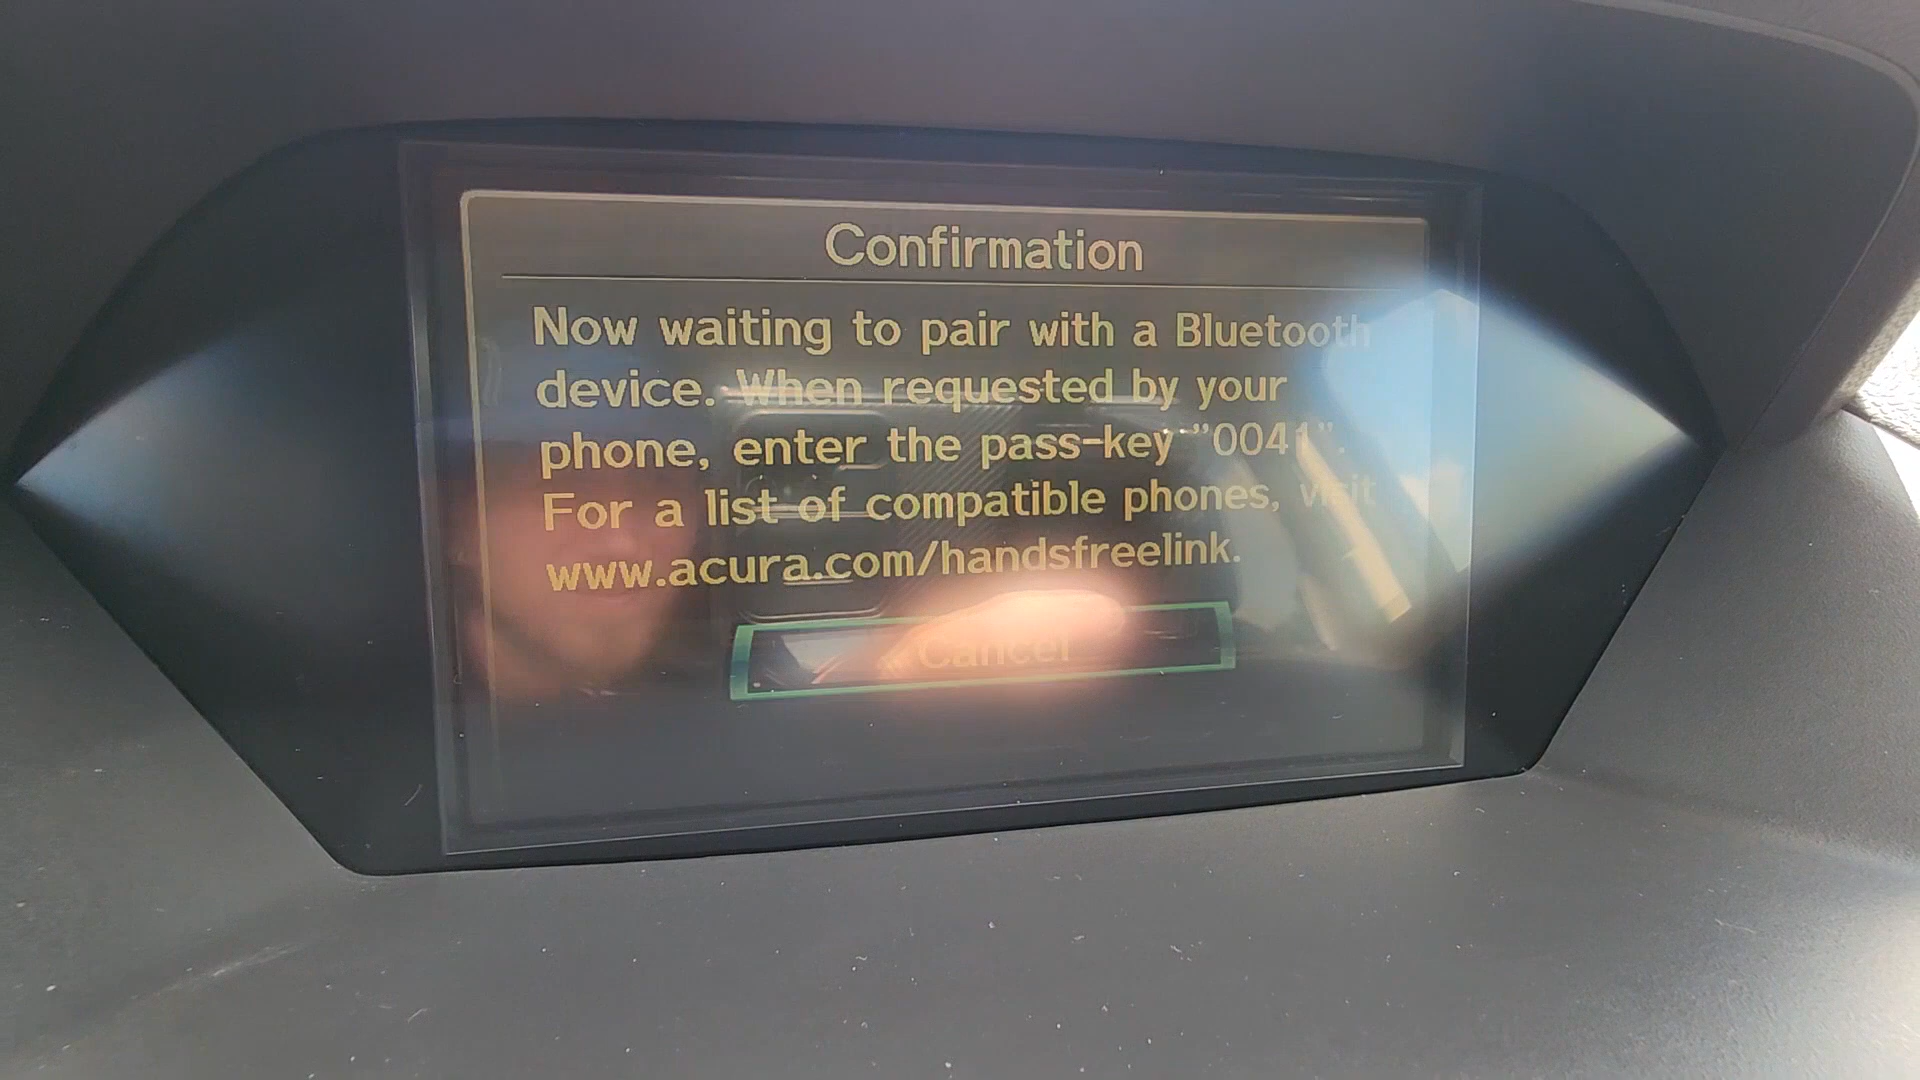 Confirmation
Now waiting to pair with a Bluetooth
device. When requested by your
phone, enter the pass-key "0041".
For a list of compatible phones, visit
www.acura.com/handsfreelink.
Cancel